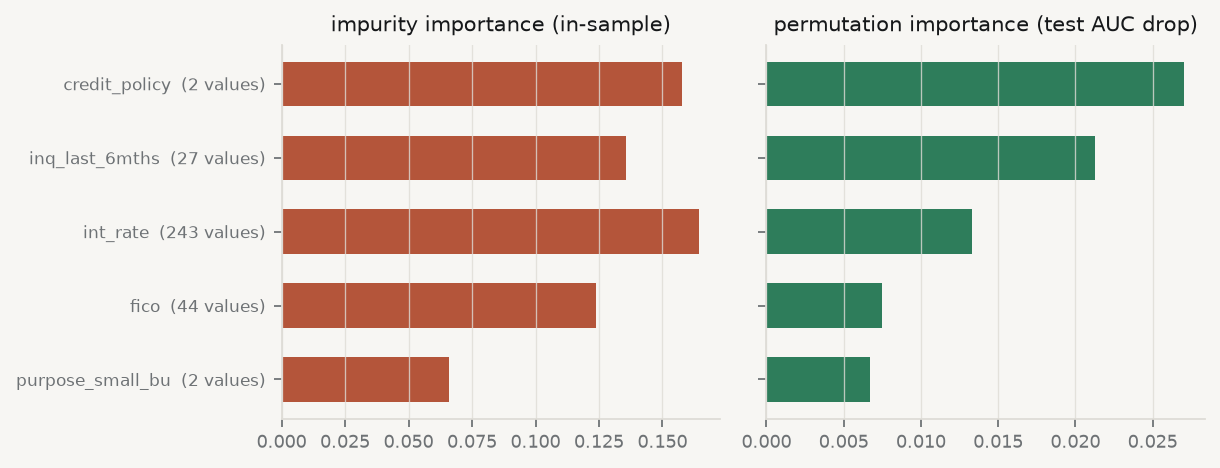 impurity importance (in-sample)
permutation importance (test AUC drop)
credit_policy (2 values)
inq_last_6mths (27 values)
int_rate (243 values)
fico (44 values)
purpose_small_bu (2 values)
0.000 0.025 0.050 0.075 0.100 0.125 0.150
0.000 0.005 0.010 0.015 0.020 0.025